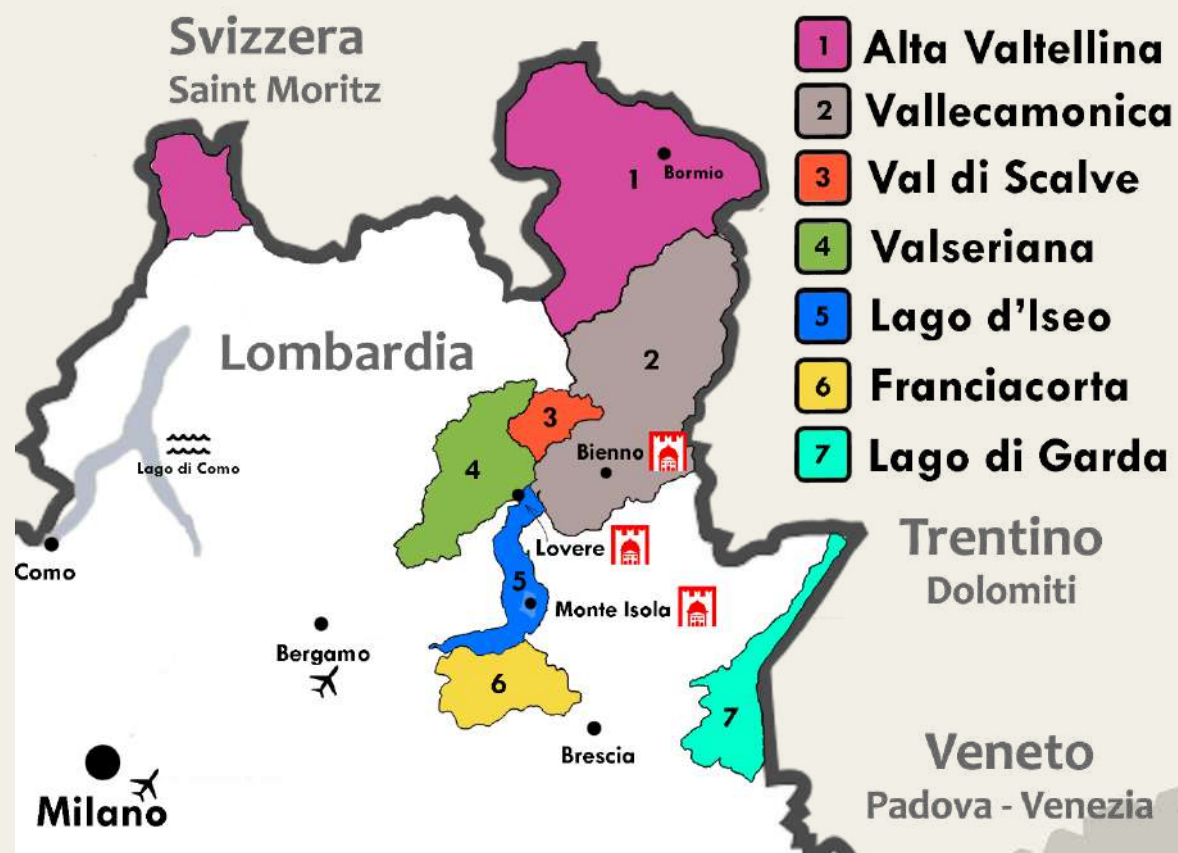 Svizzera
Saint Moritz
1 Alta Valtellina
2 Vallecamonica
3 Val di Scalve
4 Valseriana
5 Lago d'Iseo
6 Franciacorta
7 Lago di Garda
1
Bormio
Lombardia
2
3
4
Bienno
Lago di Como
Lovere
Como
5
Monte Isola
Bergamo
6
7
Brescia
Milano
Trentino
Dolomiti
Veneto
Padova - Venezia